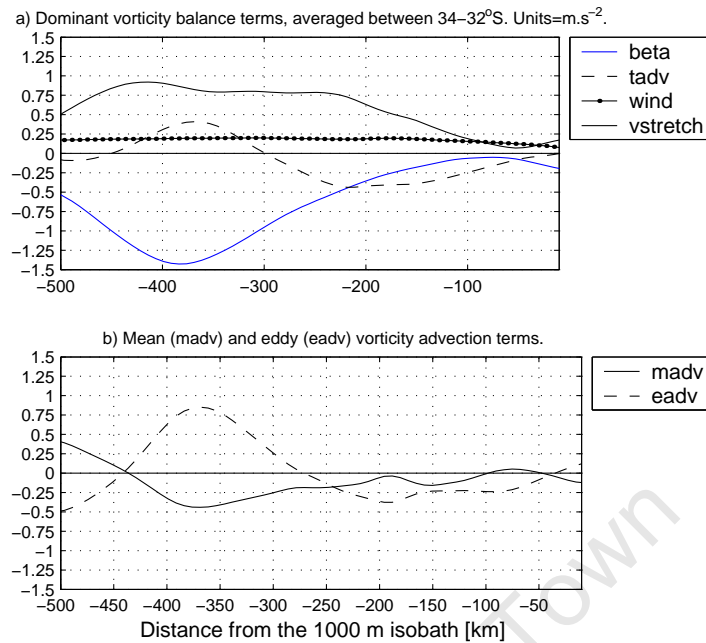 a) Dominant vorticity balance terms, averaged between 34−32°S. Units=m.s⁻².
1.5
1.25
1
0.75
0.5
0.25
0
−0.25
−0.5
−0.75
−1
−1.25
−1.5
−500 −400 −300 −200 −100
beta
tadv
wind
vstretch
b) Mean (madv) and eddy (eadv) vorticity advection terms.
1.5
1.25
1
0.75
0.5
0.25
0
−0.25
−0.5
−0.75
−1
−1.25
−1.5
−500 −450 −400 −350 −300 −250 −200 −150 −100 −50
Distance from the 1000 m isobath [km]
madv
eadv
Town